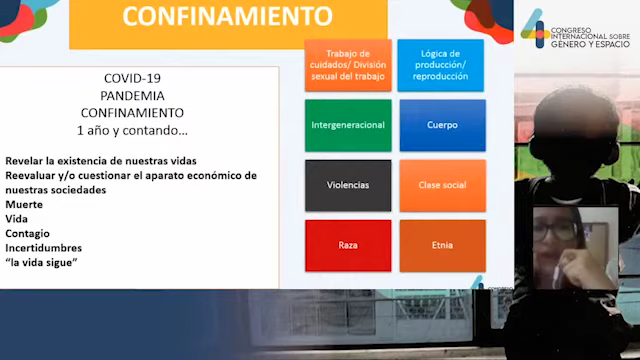 CONFINAMIENTO
COVID-19
PANDEMIA
CONFINAMIENTO
1 año y contando...
Revelar la existencia de nuestras vidas
Reevaluar y/o cuestionar el aparato económico de
nuestras sociedades
Muerte
Vida
Contagio
Incertidumbres
“la vida sigue”
Trabajo de
cuidados/ División
sexual del trabajo
Lógica de
producción/
reproducción
Intergeneracional
Cuerpo
Violencias
Clase social
Raza
Etnia
4 CONGRESO
INTERNACIONAL SOBRE
GÉNERO Y ESPACIO